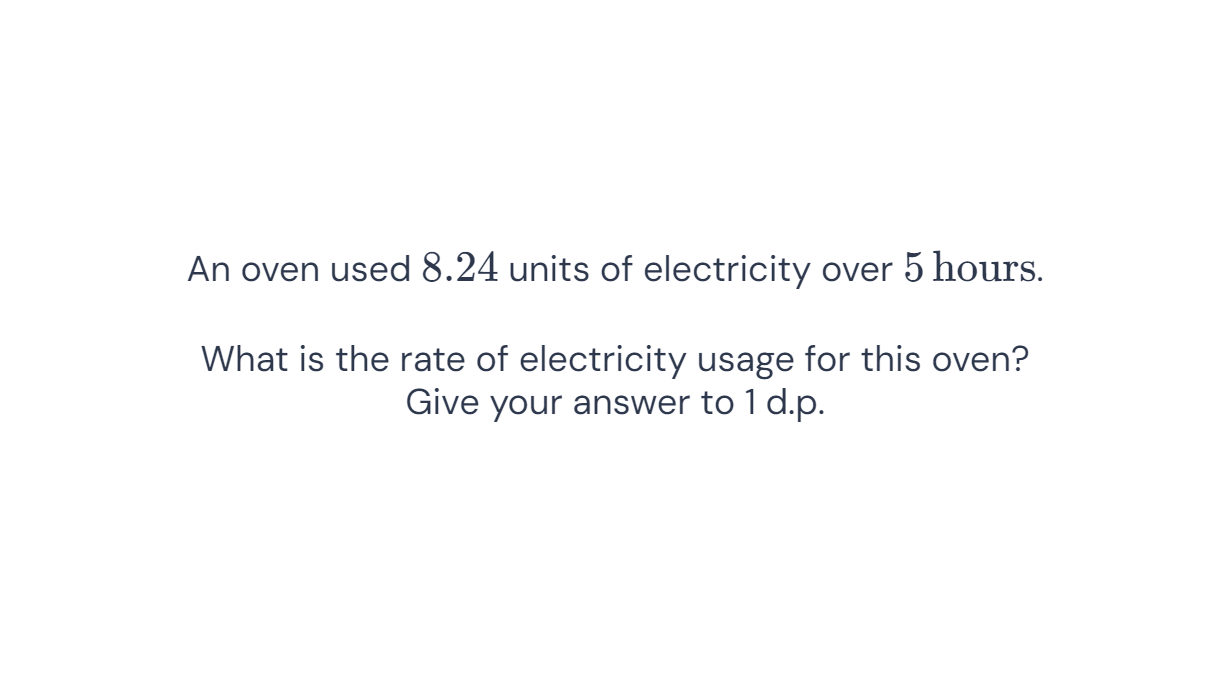 An oven used 8.24 units of electricity over 5 hours.
What is the rate of electricity usage for this oven?
Give your answer to 1 d.p.